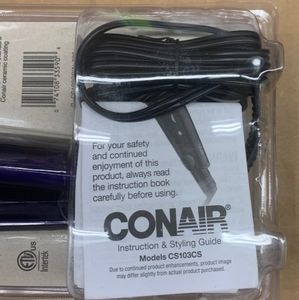 Conair ceramic coating
For your safety
and continued
enjoyment of this
product, always read
the instruction book
carefully before using.
CONAIR®
Instruction & Styling Guide
Models CS103CS
Due to continued product enhancements, product image
may differ slightly from actual product purchased.
ETL
US
Intertek